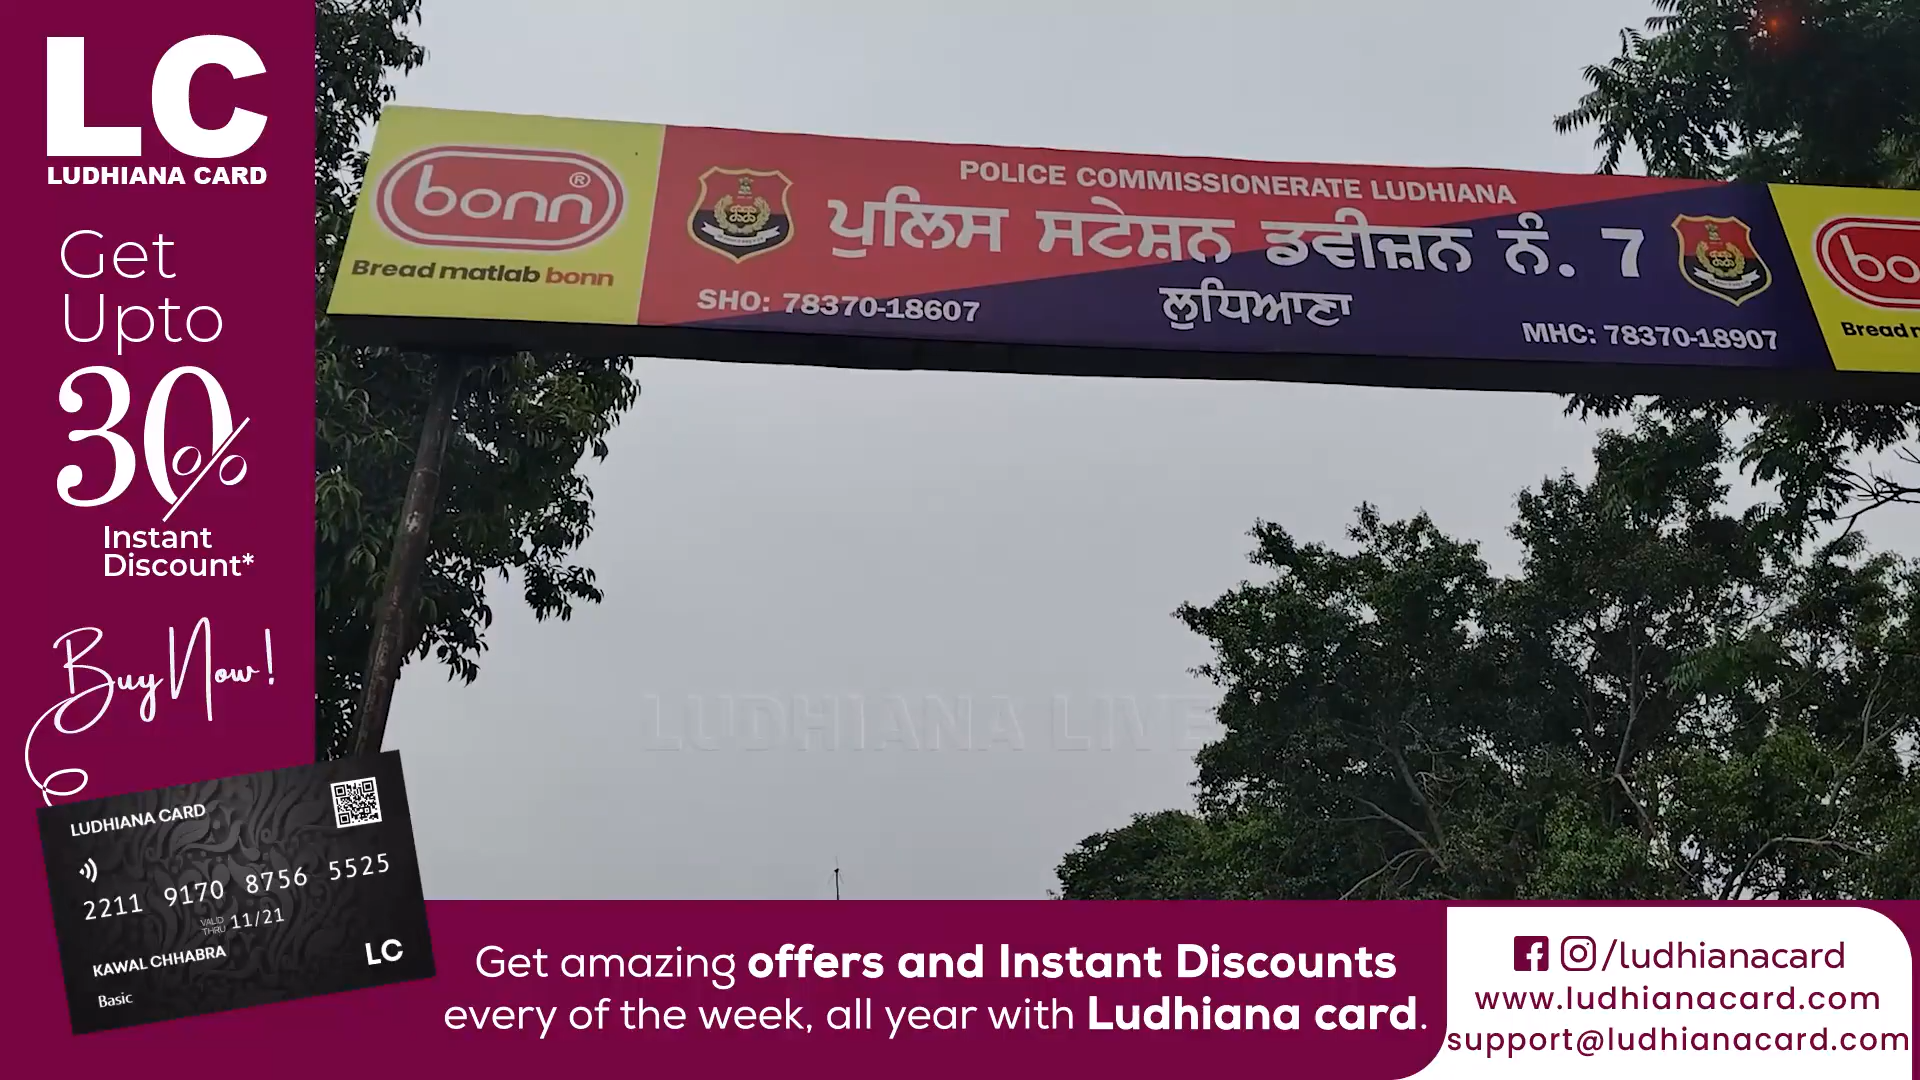 LC
LUDHIANA CARD
Get
Upto
30%
Instant
Discount*
Buy Now!
LUDHIANA CARD
2211 9170 8756 5525
VALID
THRU 11/21
KAWAL CHHABRA
LC
Basic
bonn®
Bread matlab bonn
POLICE COMMISSIONERATE LUDHIANA
ਪੁਲਿਸ ਸਟੇਸ਼ਨ ਡਵੀਜ਼ਨ ਨੰ. 7
ਲੁਧਿਆਣਾ
SHO: 78370-18607
MHC: 78370-18907
bo
Bread
LUDHIANA LIVE
Get amazing offers and Instant Discounts
every of the week, all year with Ludhiana card.
/ludhianacard
www.ludhianacard.com
support@ludhianacard.com